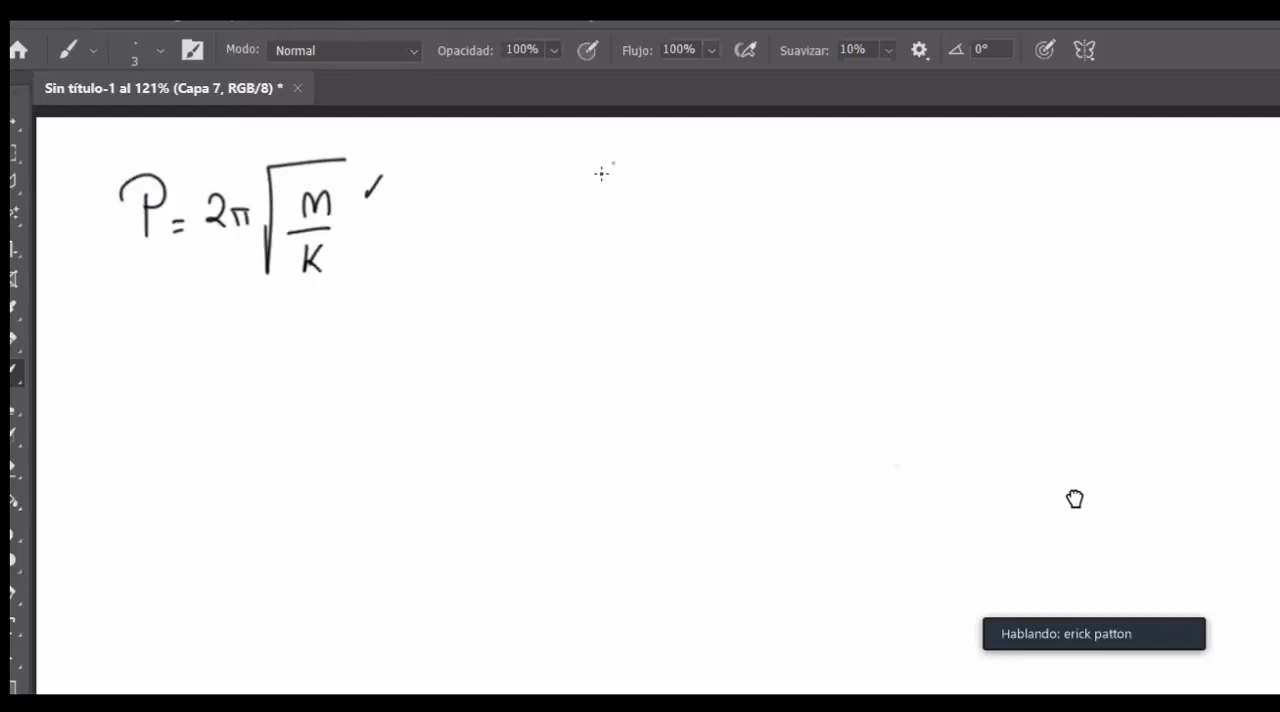 3 Modo: Normal Opacidad: 100% Flujo: 100% Suavizar: 10% 0°
Sin título-1 al 121% (Capa 7, RGB/8) * ×
P = 2π √(M/K) ✓
Hablando: erick patton